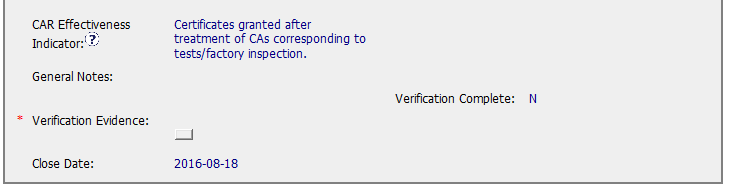 CAR Effectiveness Indicator: ? Certificates granted after treatment of CAs corresponding to tests/factory inspection.
General Notes:
Verification Complete: N
* Verification Evidence:
Close Date: 2016-08-18